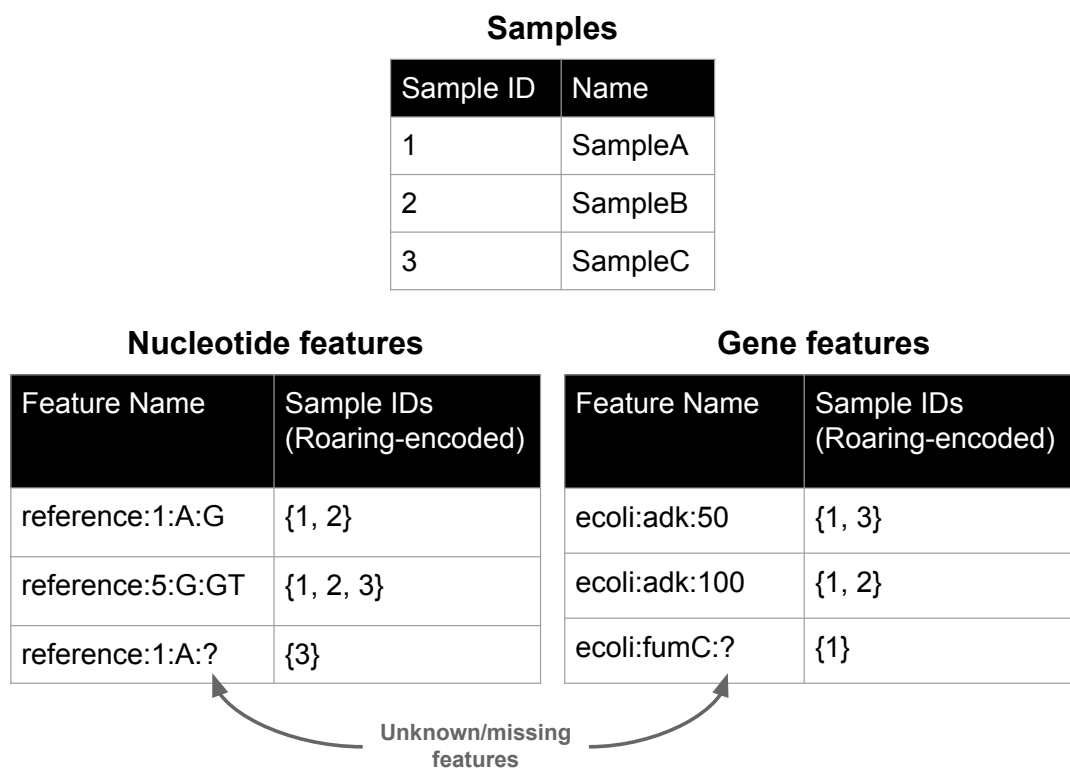 Samples
Sample ID Name
1 SampleA
2 SampleB
3 SampleC
Nucleotide features
Feature Name Sample IDs
(Roaring-encoded)
reference:1:A:G {1, 2}
reference:5:G:GT {1, 2, 3}
reference:1:A:? {3}
Gene features
Feature Name Sample IDs
(Roaring-encoded)
ecoli:adk:50 {1, 3}
ecoli:adk:100 {1, 2}
ecoli:fumC:? {1}
Unknown/missing
features